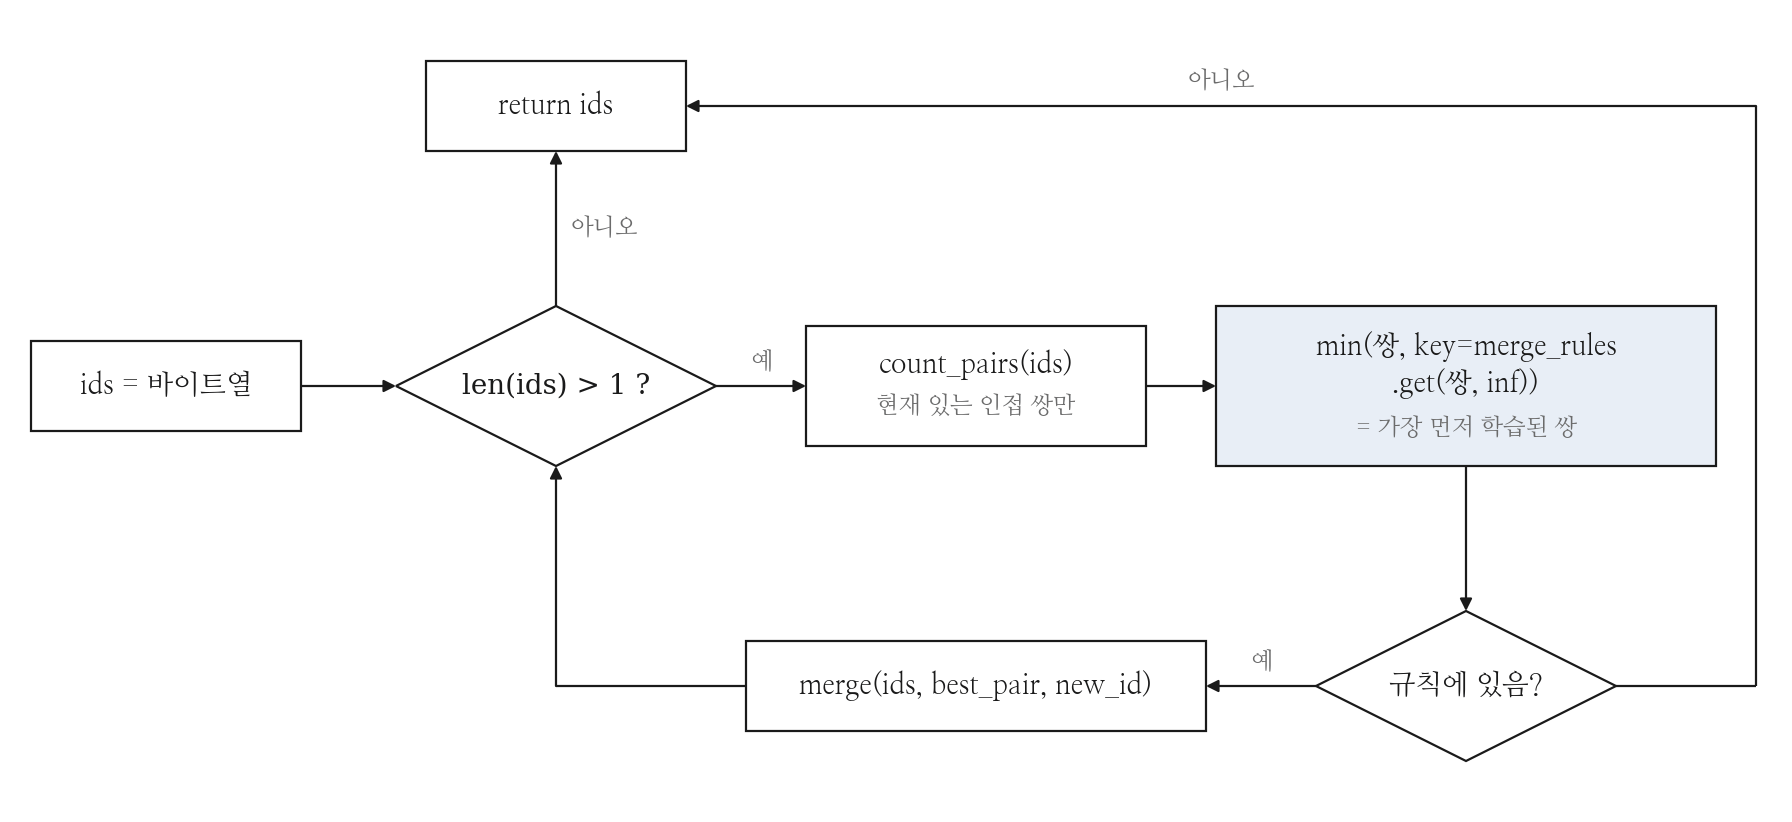 return ids
아니오
아니오
ids = 바이트열
len(ids) > 1 ?
예
count_pairs(ids)
현재 있는 인접 쌍만
min(쌍, key=merge_rules
.get(쌍, inf))
= 가장 먼저 학습된 쌍
merge(ids, best_pair, new_id)
예
규칙에 있음?